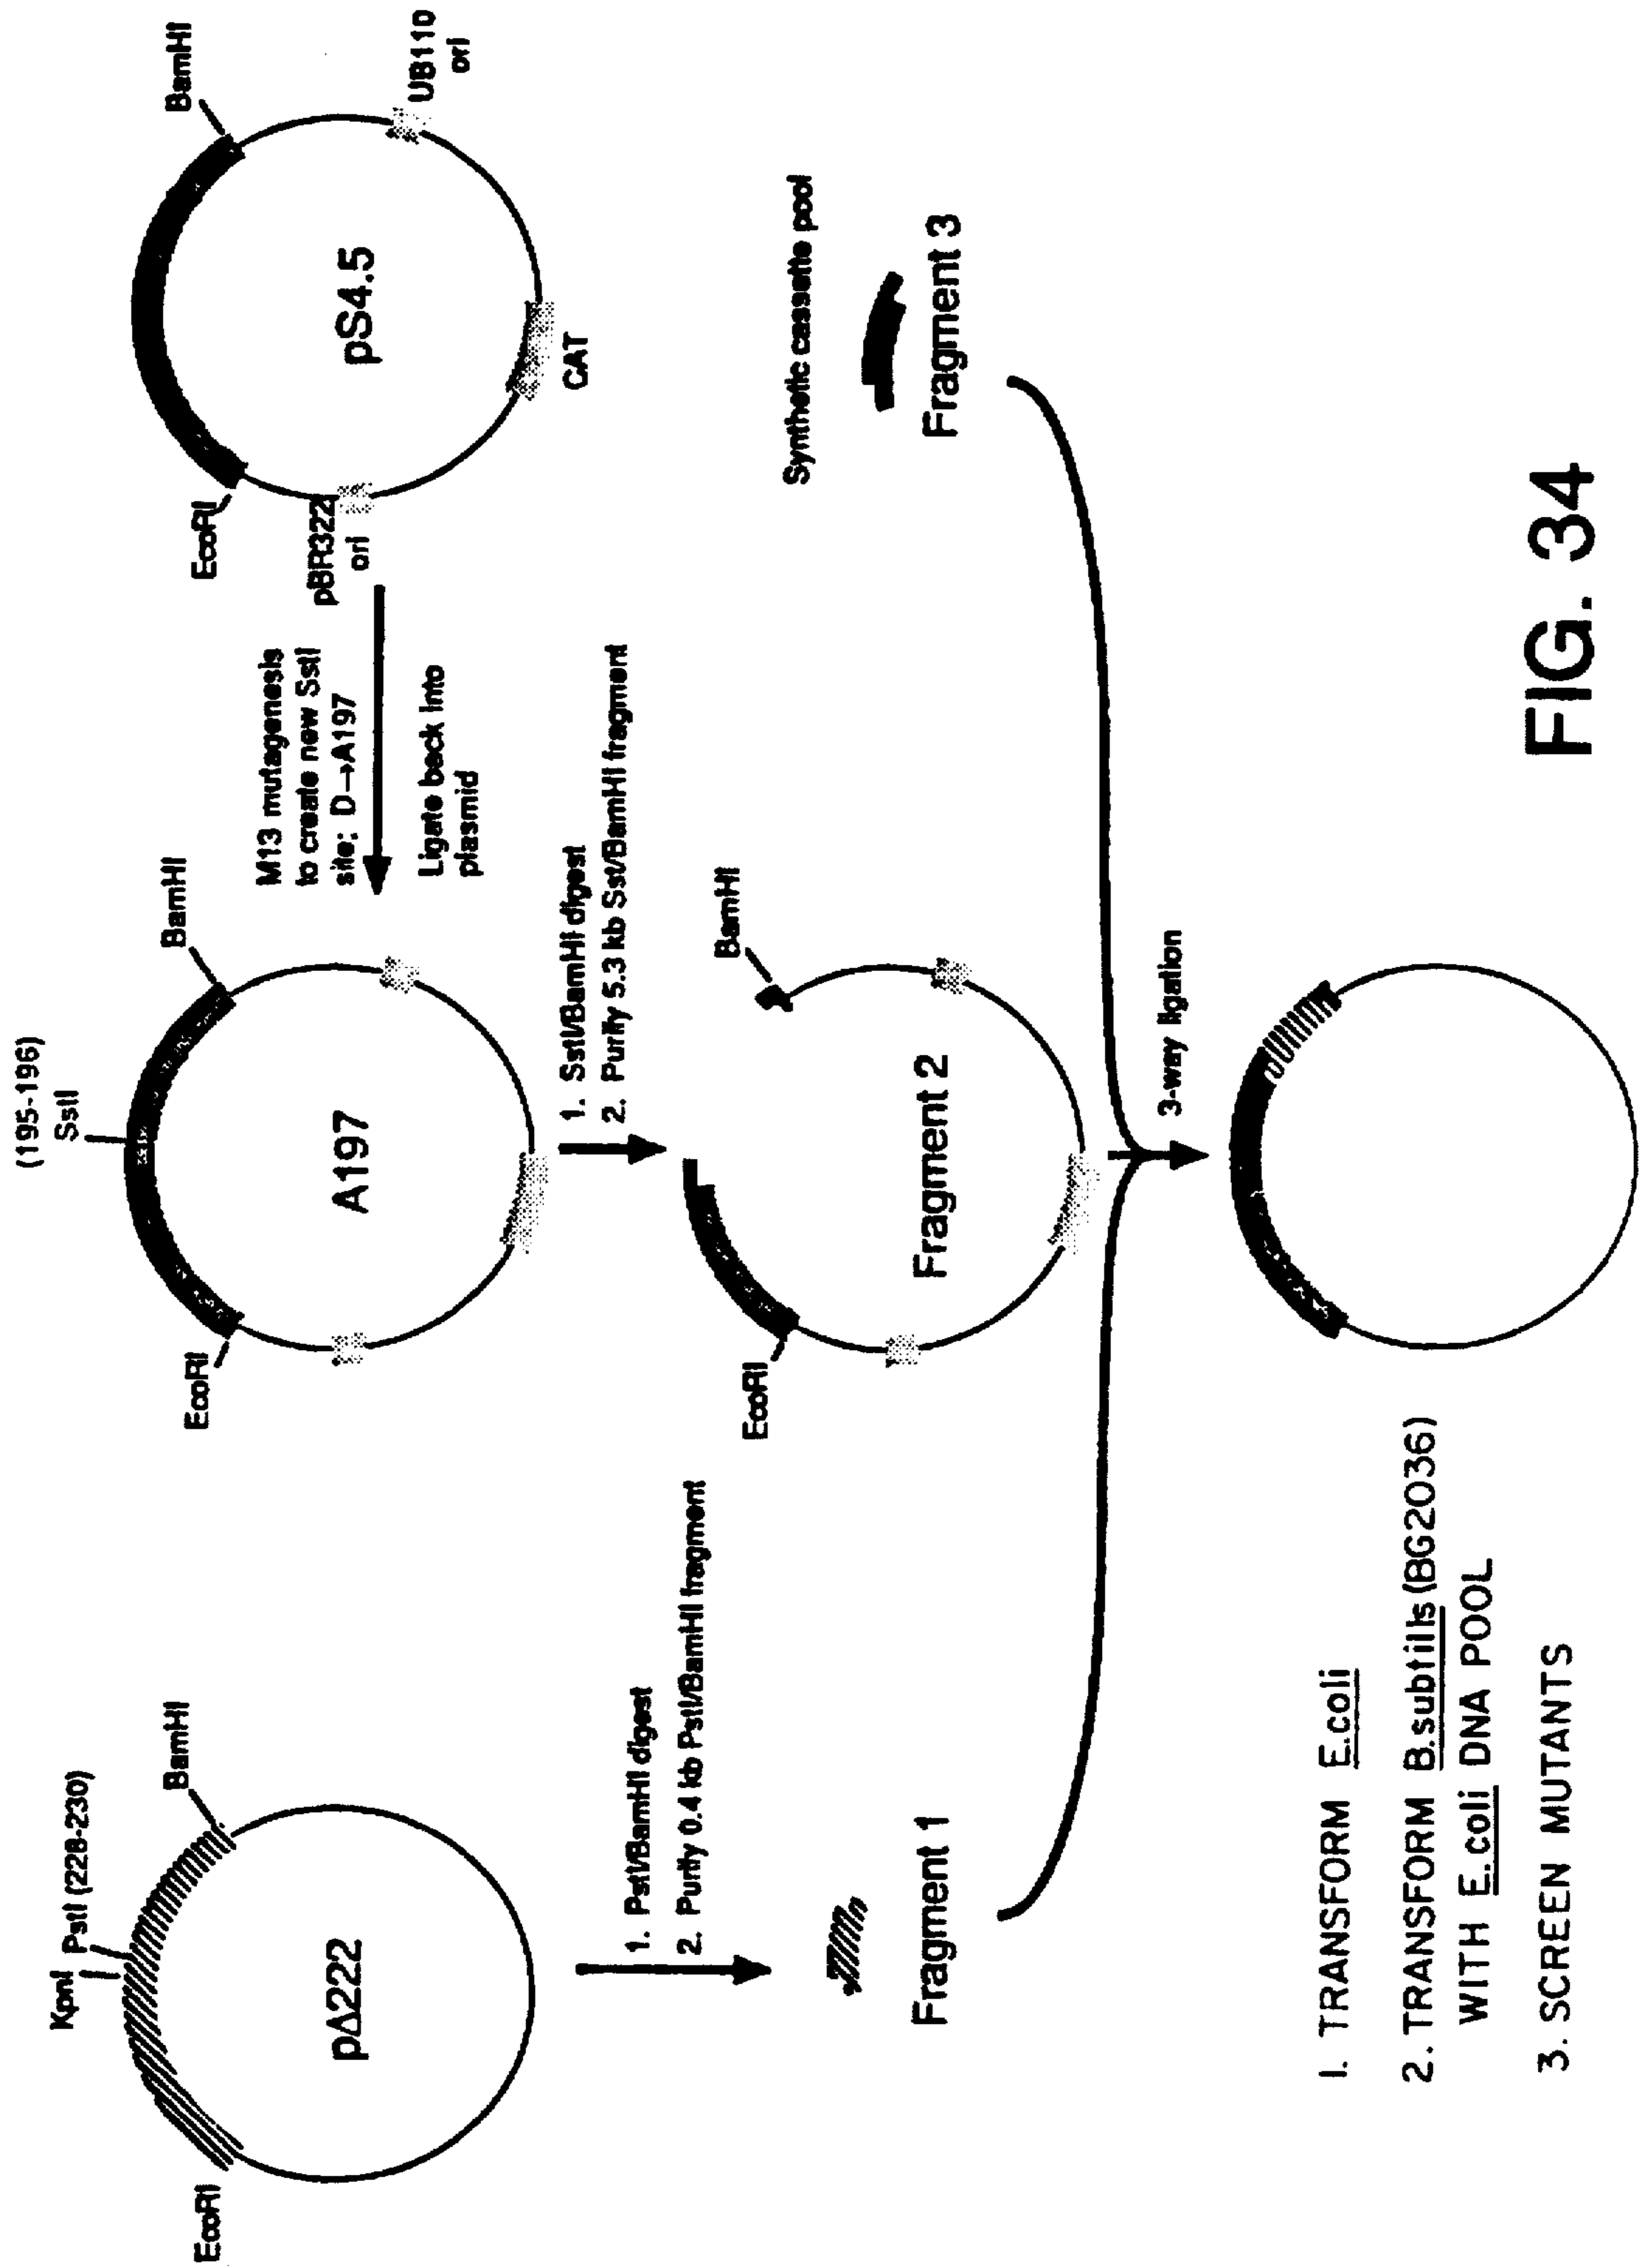 EcoRI
KpnI
PstI (228-230)
BamHI
pΔ222
1. PstI/BamHI digest
2. Purify 0.4 kb PstI/BamHI fragment
Fragment 1
(195-196)
SstI
EcoRI
BamHI
A197
1. SstI/BamHI digest
2. Purify 5.3 kb Sst/BamHI fragment
EcoRI
BamHI
Fragment 2
M13 mutagenesis
to create new SstI
site: D→A197
Ligate back into
plasmid
EcoRI
BamHI
pS4.5
pBR322
ori
UB110
ori
CAT
Synthetic cassette pool
Fragment 3
3-way ligation
1. TRANSFORM E.coli
2. TRANSFORM B.subtilis (BG2036)
WITH E.coli DNA POOL
3. SCREEN MUTANTS
FIG. 34